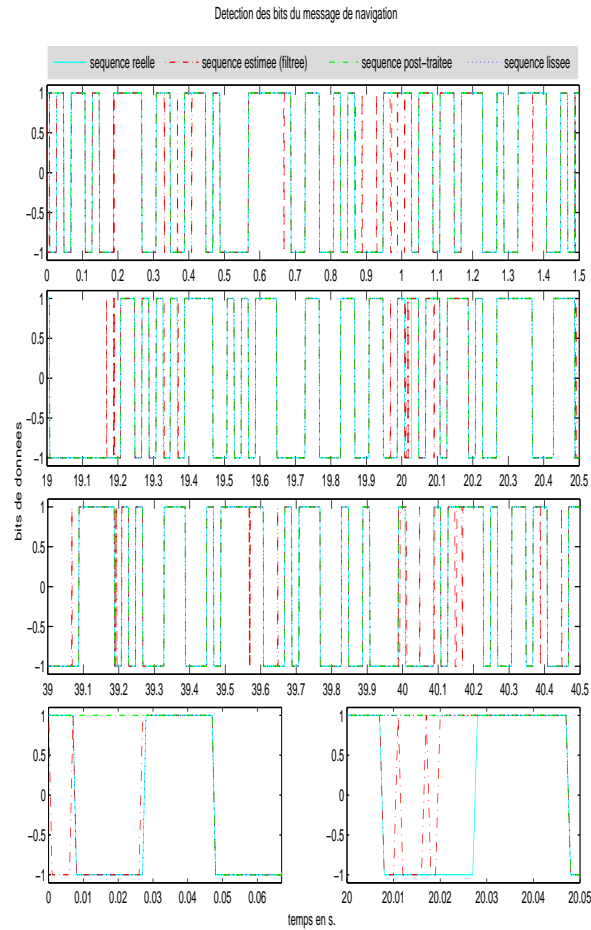 Detection des bits du message de navigation
sequence reelle sequence estimee (filtree) sequence post-traitee sequence lissee
1
0.5
0
−0.5
−1
0 0.1 0.2 0.3 0.4 0.5 0.6 0.7 0.8 0.9 1 1.1 1.2 1.3 1.4 1.5
1
0.5
0
−0.5
−1
19 19.1 19.2 19.3 19.4 19.5 19.6 19.7 19.8 19.9 20 20.1 20.2 20.3 20.4 20.5
bits de donnees
1
0.5
0
−0.5
−1
39 39.1 39.2 39.3 39.4 39.5 39.6 39.7 39.8 39.9 40 40.1 40.2 40.3 40.4 40.5
1
0.5
0
−0.5
−1
0 0.01 0.02 0.03 0.04 0.05 0.06
1
0.5
0
−0.5
−1
20 20.01 20.02 20.03 20.04 20.05
temps en s.